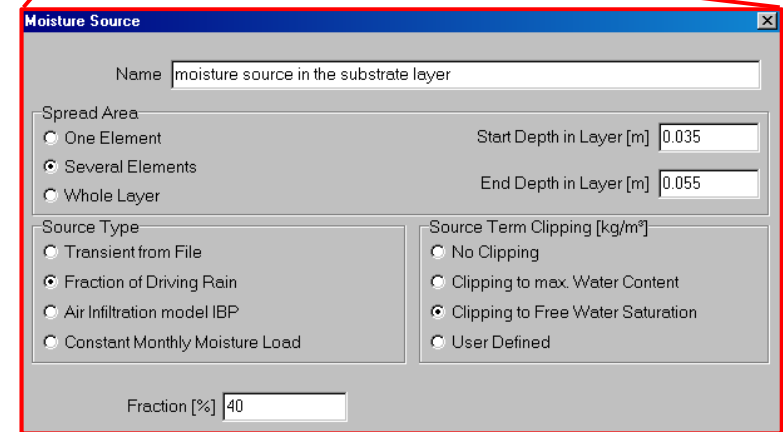 Moisture Source
Name moisture source in the substrate layer
Spread Area
One Element
Start Depth in Layer [m] 0.035
Several Elements
End Depth in Layer [m] 0.055
Whole Layer
Source Type
Transient from File
Fraction of Driving Rain
Air Infiltration model IBP
Constant Monthly Moisture Load
Source Term Clipping [kg/m³]
No Clipping
Clipping to max. Water Content
Clipping to Free Water Saturation
User Defined
Fraction [%] 40